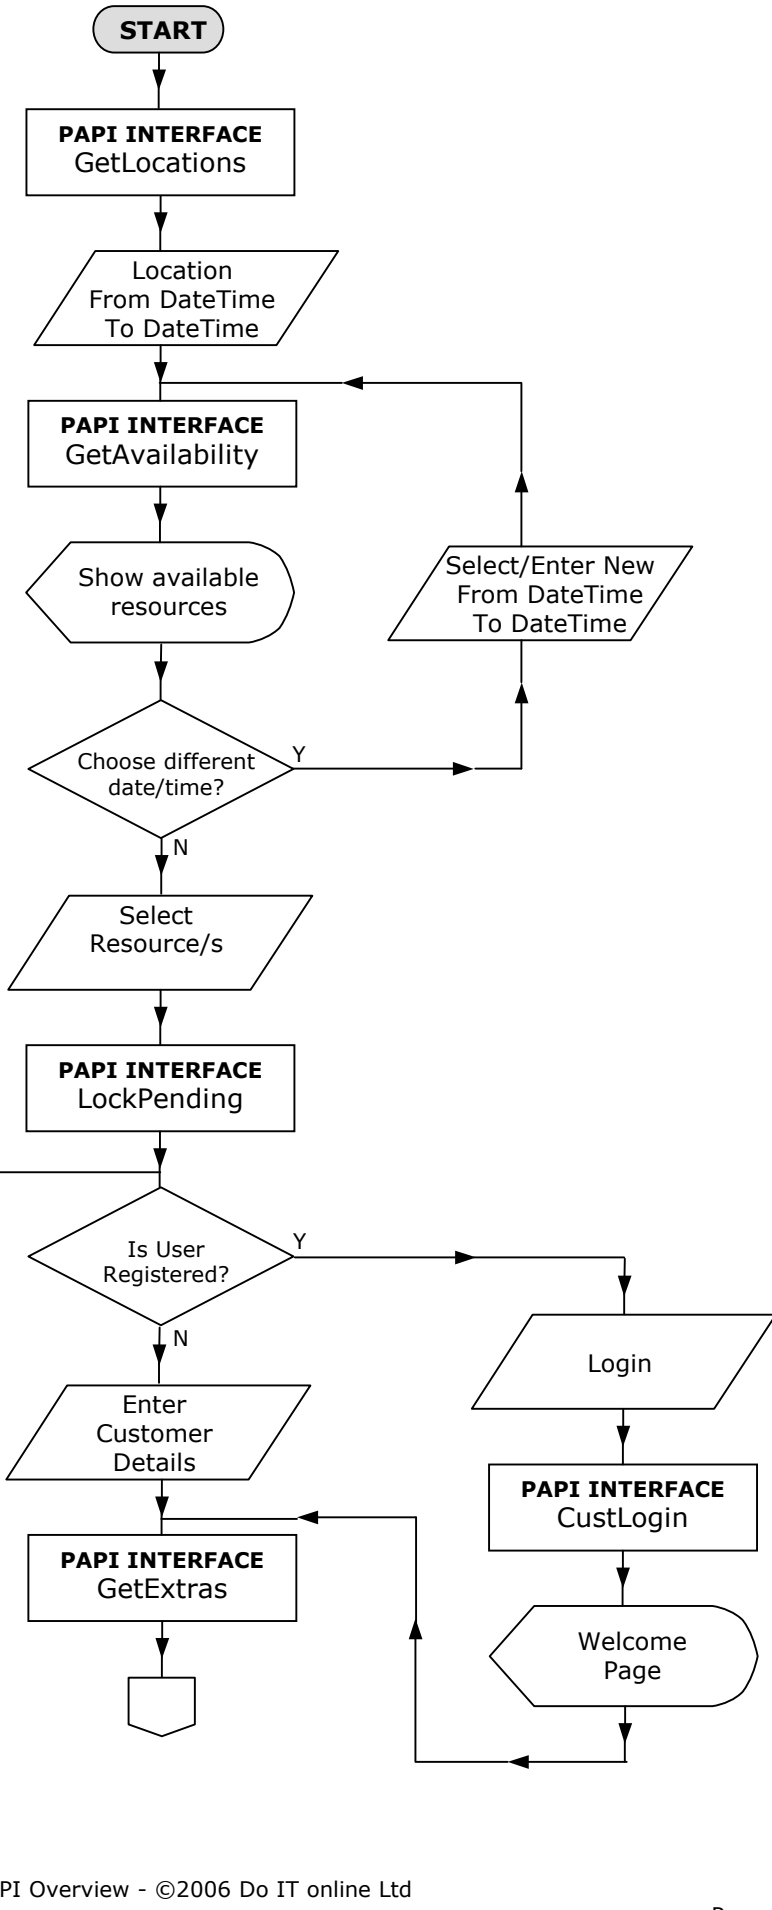 START
PAPI INTERFACE
GetLocations
Location
From DateTime
To DateTime
PAPI INTERFACE
GetAvailability
Show available
resources
Select/Enter New
From DateTime
To DateTime
Choose different
date/time?
Y
N
Select
Resource/s
PAPI INTERFACE
LockPending
Is User
Registered?
Y
N
Login
Enter
Customer
Details
PAPI INTERFACE
CustLogin
PAPI INTERFACE
GetExtras
Welcome
Page
PI Overview - ©2006 Do IT online Ltd